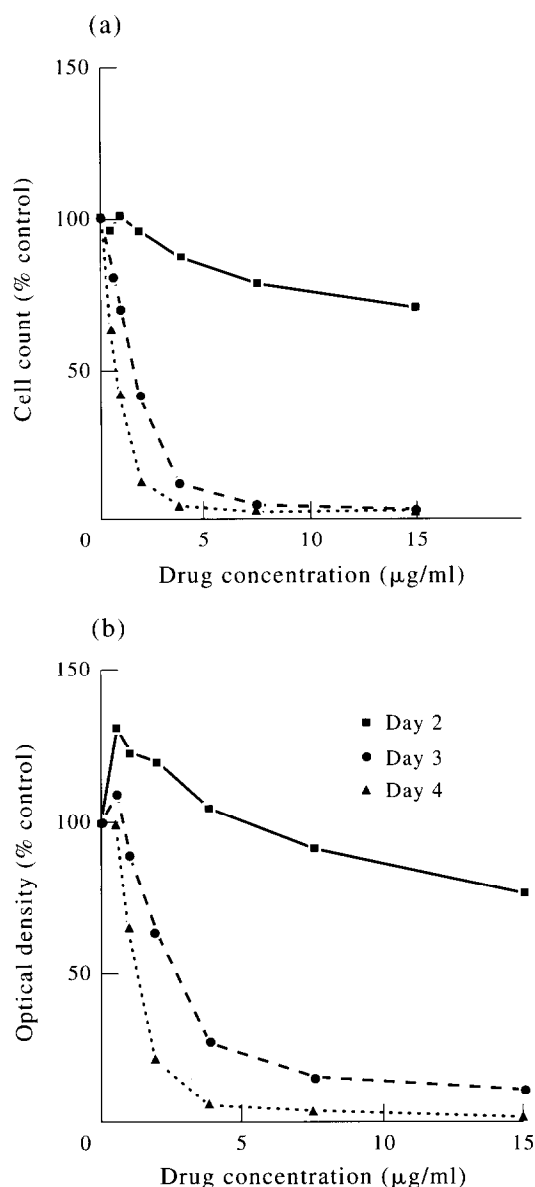 (a)
150
100
50
0 5 10 15
Cell count (% control)
Drug concentration (μg/ml)
(b)
150
100
50
0 5 10 15
Optical density (% control)
Day 2
Day 3
Day 4
Drug concentration (μg/ml)